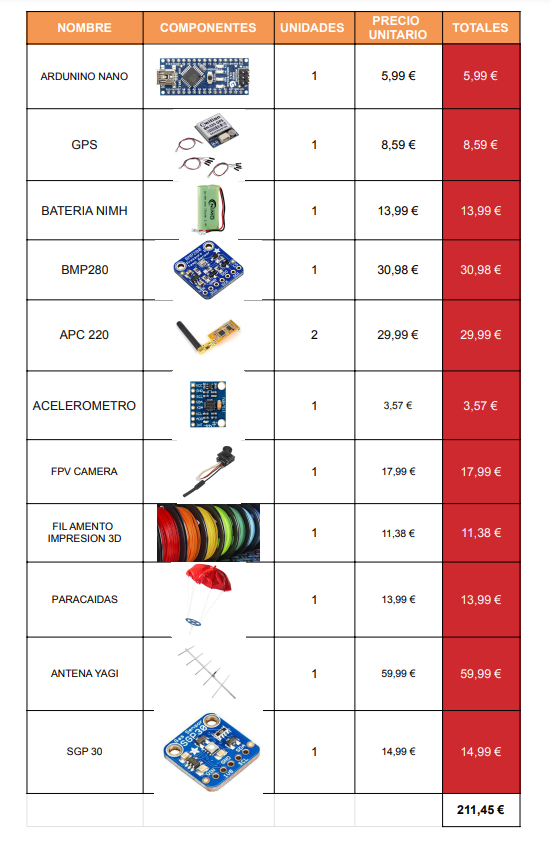 NOMBRE COMPONENTES UNIDADES PRECIO UNITARIO TOTALES
ARDUNINO NANO 1 5,99 € 5,99 €
GPS 1 8,59 € 8,59 €
BATERIA NIMH 1 13,99 € 13,99 €
BMP280 1 30,98 € 30,98 €
APC 220 2 29,99 € 29,99 €
ACELEROMETRO 1 3,57 € 3,57 €
FPV CAMERA 1 17,99 € 17,99 €
FIL AMENTO IMPRESION 3D 1 11,38 € 11,38 €
PARACAIDAS 1 13,99 € 13,99 €
ANTENA YAGI 1 59,99 € 59,99 €
SGP 30 1 14,99 € 14,99 €
Gas Sensor
SGP30
211,45 €